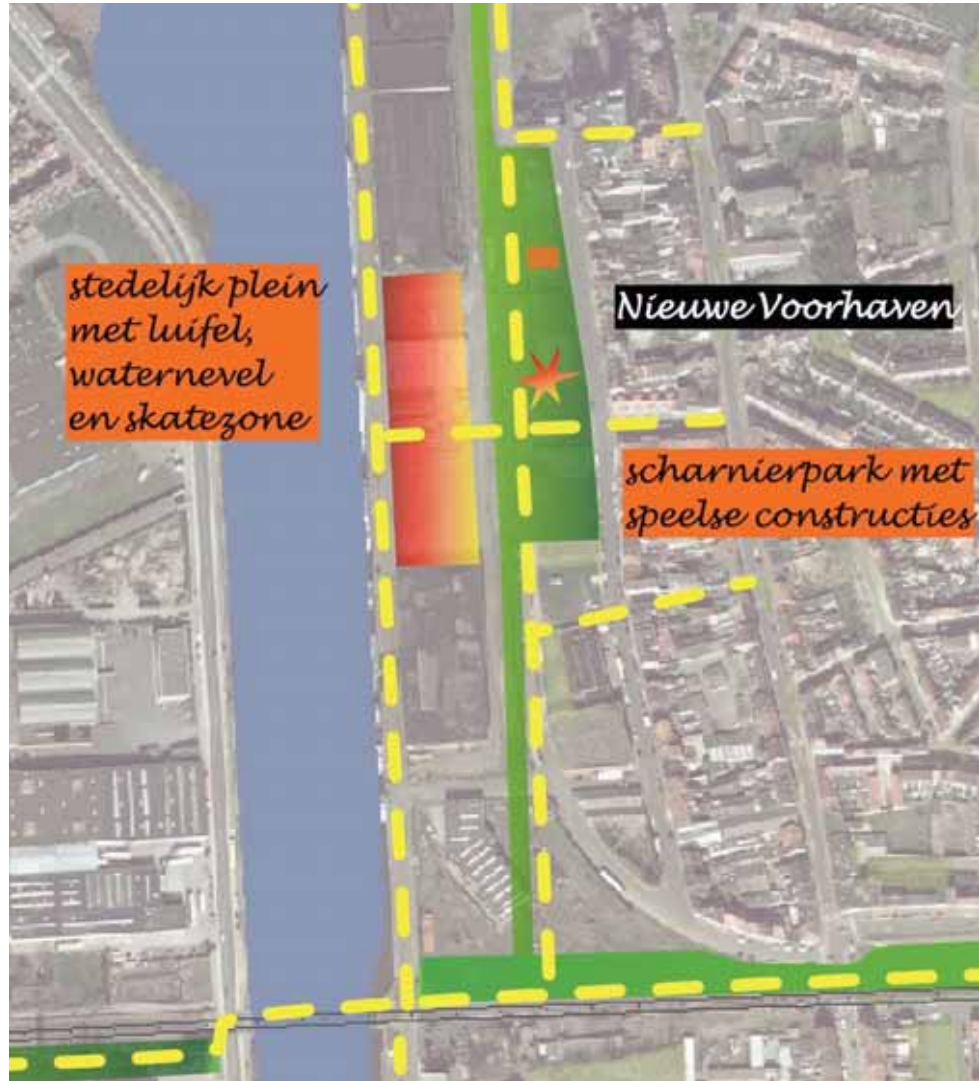 stedelijk plein
met luifel,
waternevel
en skatezone
Nieuwe Voorhaven
scharnierpark met
speelse constructies